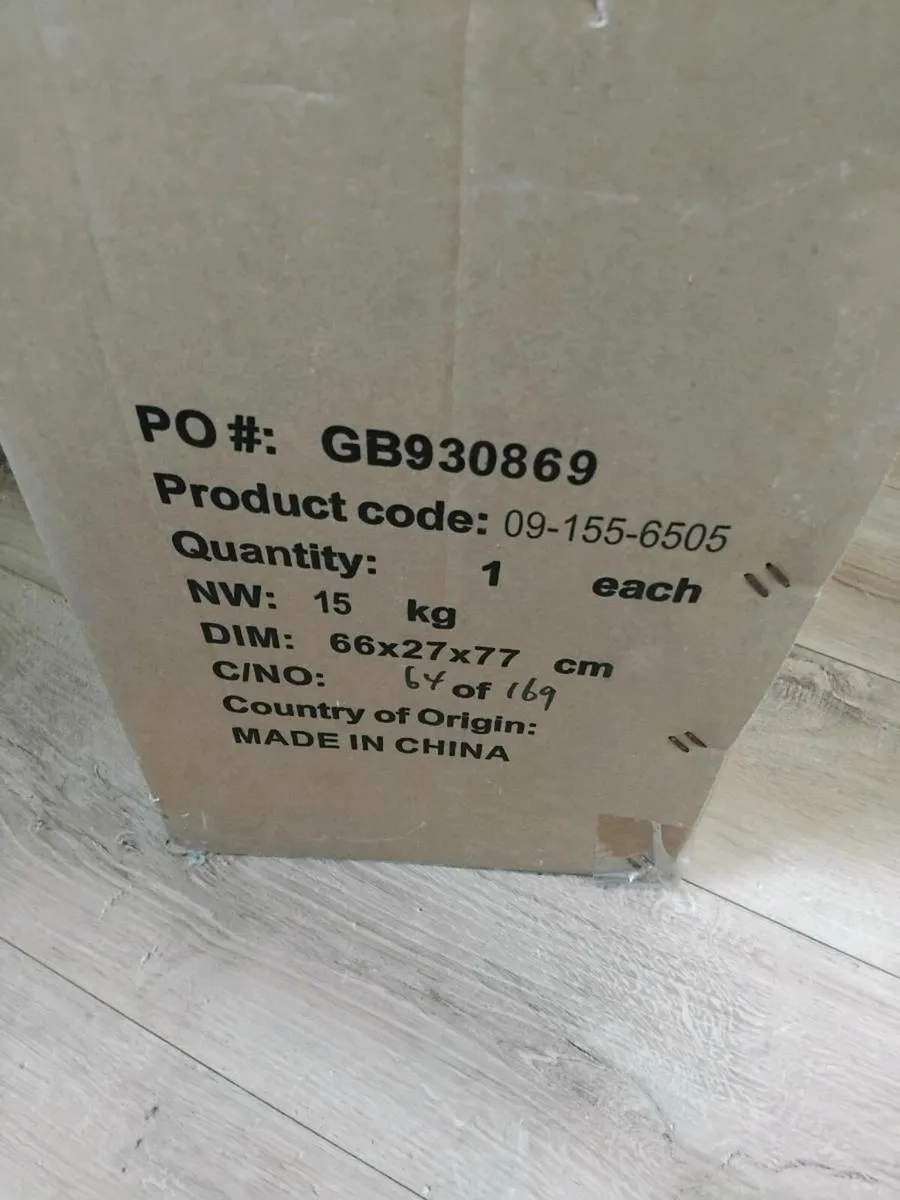 PO #: GB930869
Product code: 09-155-6505
Quantity: 1 each
NW: 15 kg
DIM: 66x27x77 cm
C/NO: 64 of 169
Country of Origin:
MADE IN CHINA